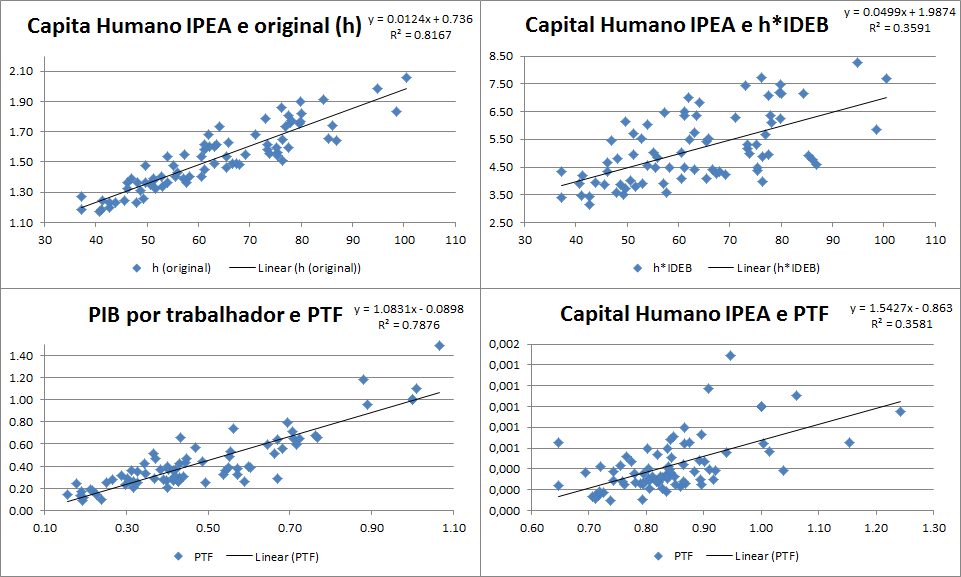 Capita Humano IPEA e original (h)
y = 0.0124x + 0.736
R² = 0.8167
2.10
1.90
1.70
1.50
1.30
1.10
30 40 50 60 70 80 90 100 110
h (original) Linear (h (original))
Capital Humano IPEA e h*IDEB
y = 0.0499x + 1.9874
R² = 0.3591
8.50
7.50
6.50
5.50
4.50
3.50
2.50
30 40 50 60 70 80 90 100 110
h*IDEB Linear (h*IDEB)
PIB por trabalhador e PTF
y = 1.0831x - 0.0898
R² = 0.7876
1.40
1.20
1.00
0.80
0.60
0.40
0.20
0.00
0.10 0.30 0.50 0.70 0.90 1.10
PTF Linear (PTF)
Capital Humano IPEA e PTF
y = 1.5427x - 0.863
R² = 0.3581
0,002
0,001
0,001
0,001
0,001
0,001
0,000
0,000
0,000
0.60 0.70 0.80 0.90 1.00 1.10 1.20 1.30
PTF Linear (PTF)